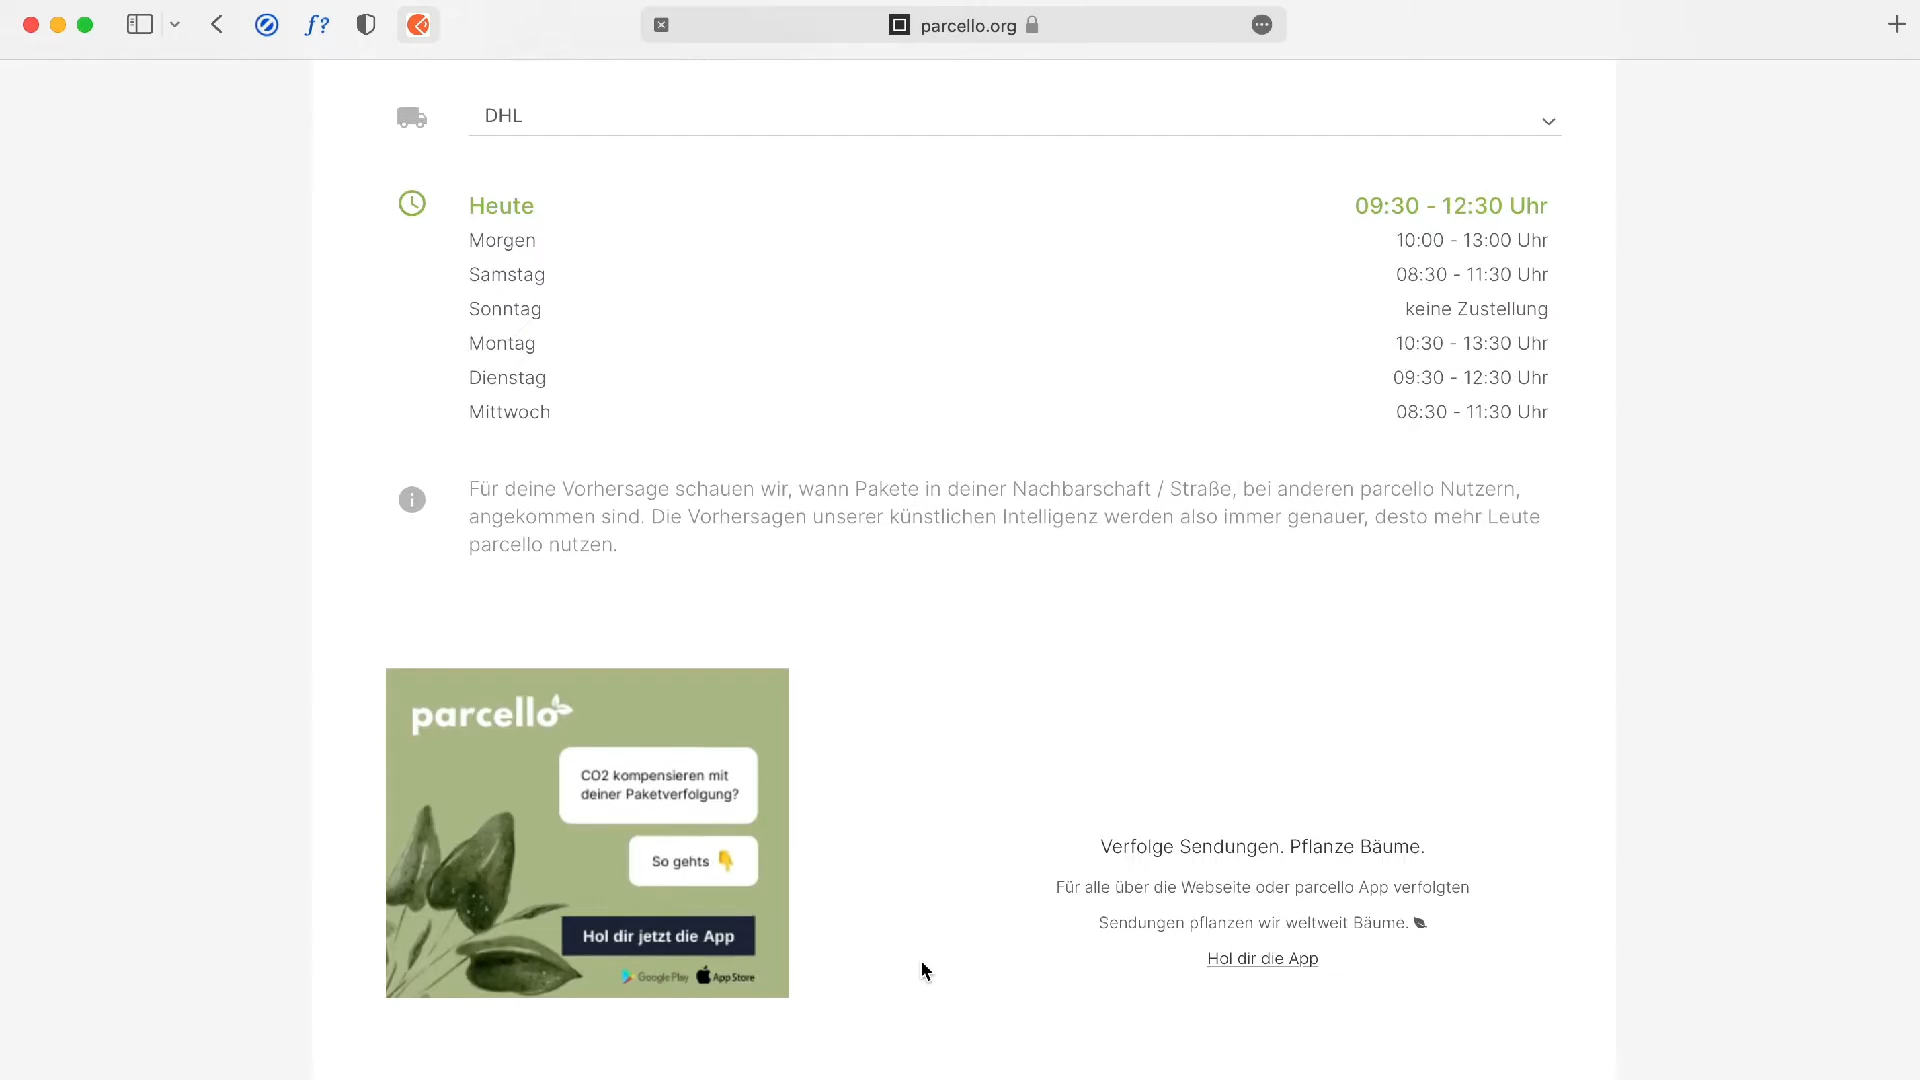 f?
parcello.org
DHL
Heute 09:30 - 12:30 Uhr
Morgen 10:00 - 13:00 Uhr
Samstag 08:30 - 11:30 Uhr
Sonntag keine Zustellung
Montag 10:30 - 13:30 Uhr
Dienstag 09:30 - 12:30 Uhr
Mittwoch 08:30 - 11:30 Uhr
Für deine Vorhersage schauen wir, wann Pakete in deiner Nachbarschaft / Straße, bei anderen parcello Nutzern,
angekommen sind. Die Vorhersagen unserer künstlichen Intelligenz werden also immer genauer, desto mehr Leute
parcello nutzen.
parcello
CO2 kompensieren mit
deiner Paketverfolgung?
So gehts 👇
Hol dir jetzt die App
Google Play App Store
Verfolge Sendungen. Pflanze Bäume.
Für alle über die Webseite oder parcello App verfolgten
Sendungen pflanzen wir weltweit Bäume.
Hol dir die App